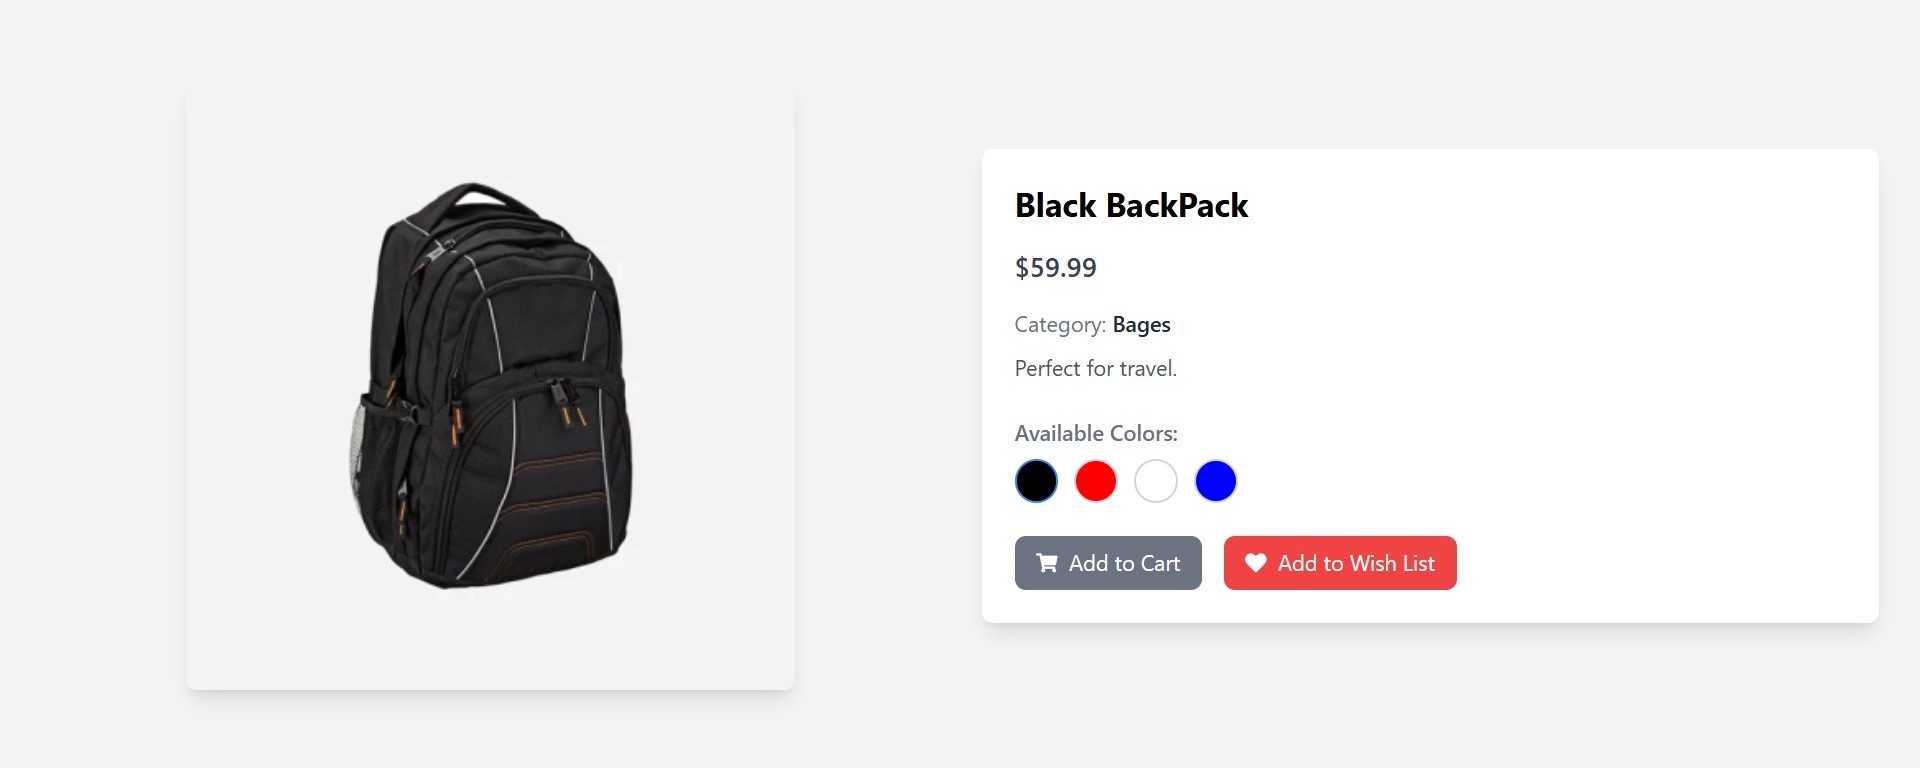 Black BackPack
$59.99
Category: Bages
Perfect for travel.
Available Colors:
Add to Cart
Add to Wish List